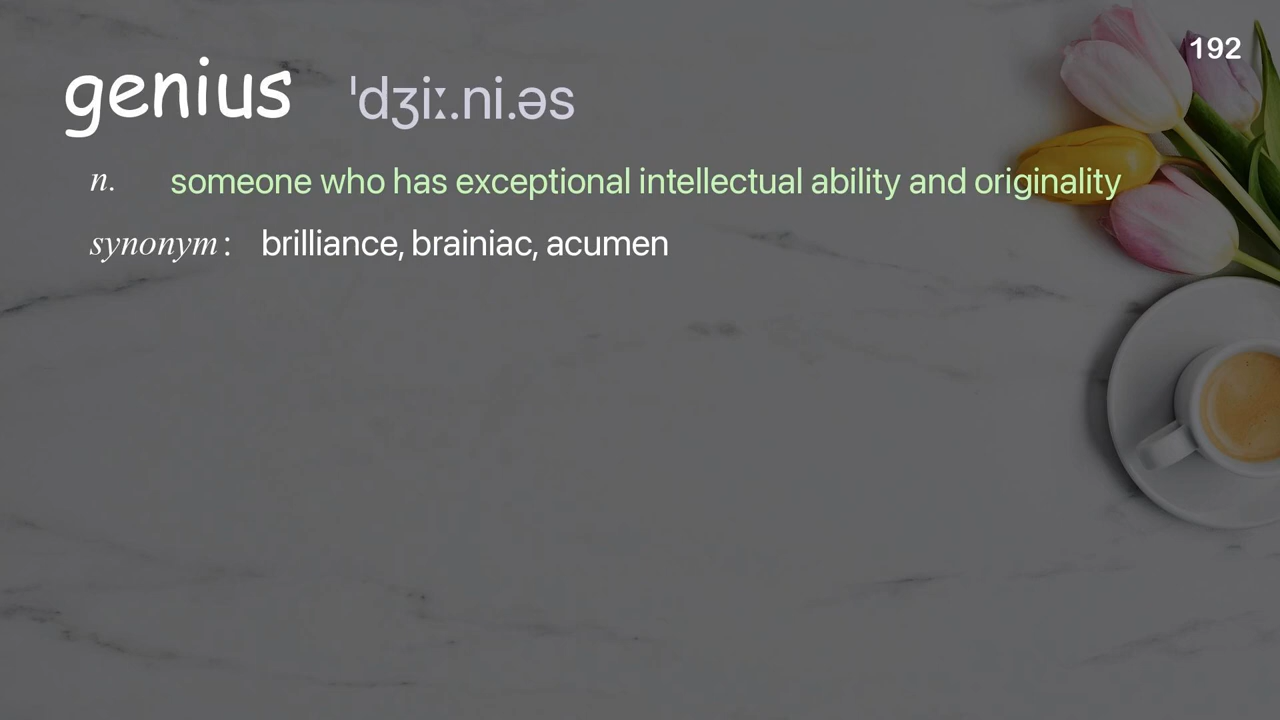 192
genius ˈdʒiː.ni.əs
n. someone who has exceptional intellectual ability and originality
synonym: brilliance, brainiac, acumen